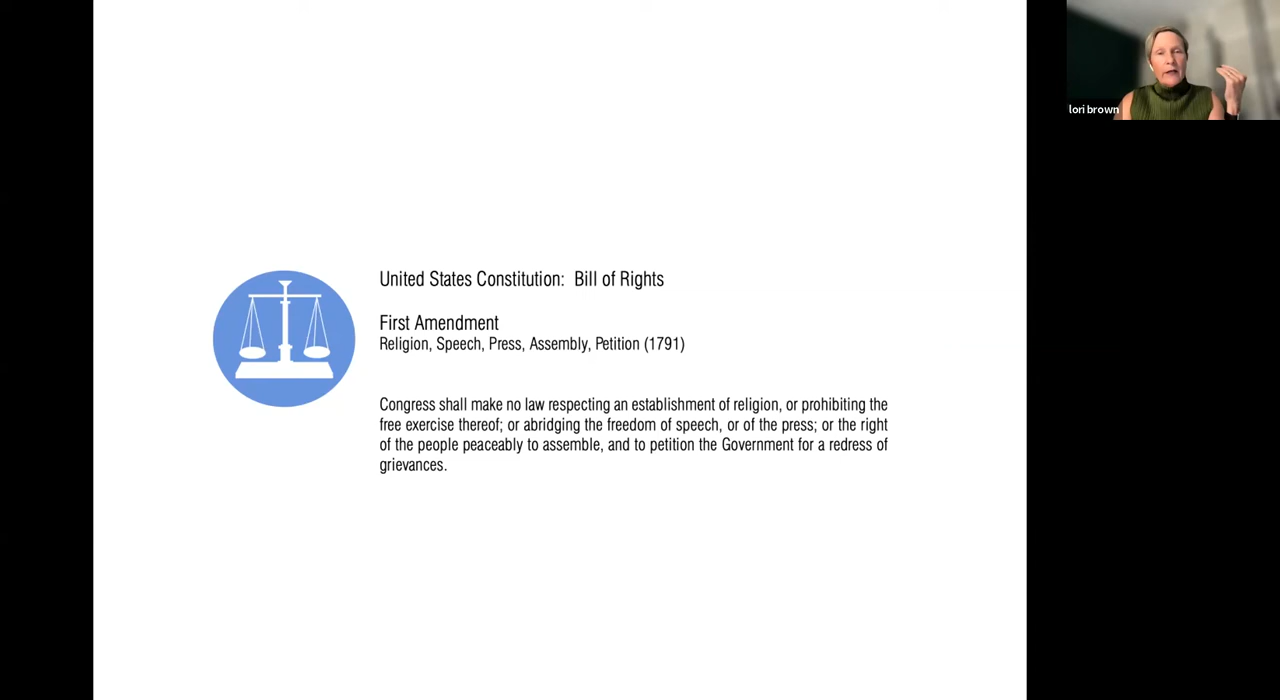 United States Constitution: Bill of Rights
First Amendment
Religion, Speech, Press, Assembly, Petition (1791)
Congress shall make no law respecting an establishment of religion, or prohibiting the
free exercise thereof; or abridging the freedom of speech, or of the press; or the right
of the people peaceably to assemble, and to petition the Government for a redress of
grievances.
lori brown